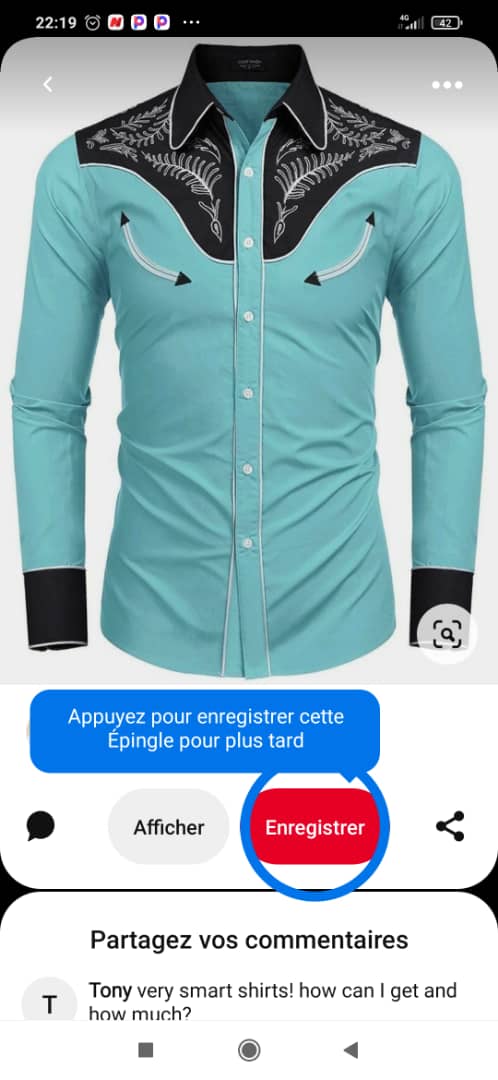 22:19
4G
42
Appuyez pour enregistrer cette
Épingle pour plus tard
Afficher
Enregistrer
Partagez vos commentaires
T
Tony very smart shirts! how can I get and
how much?